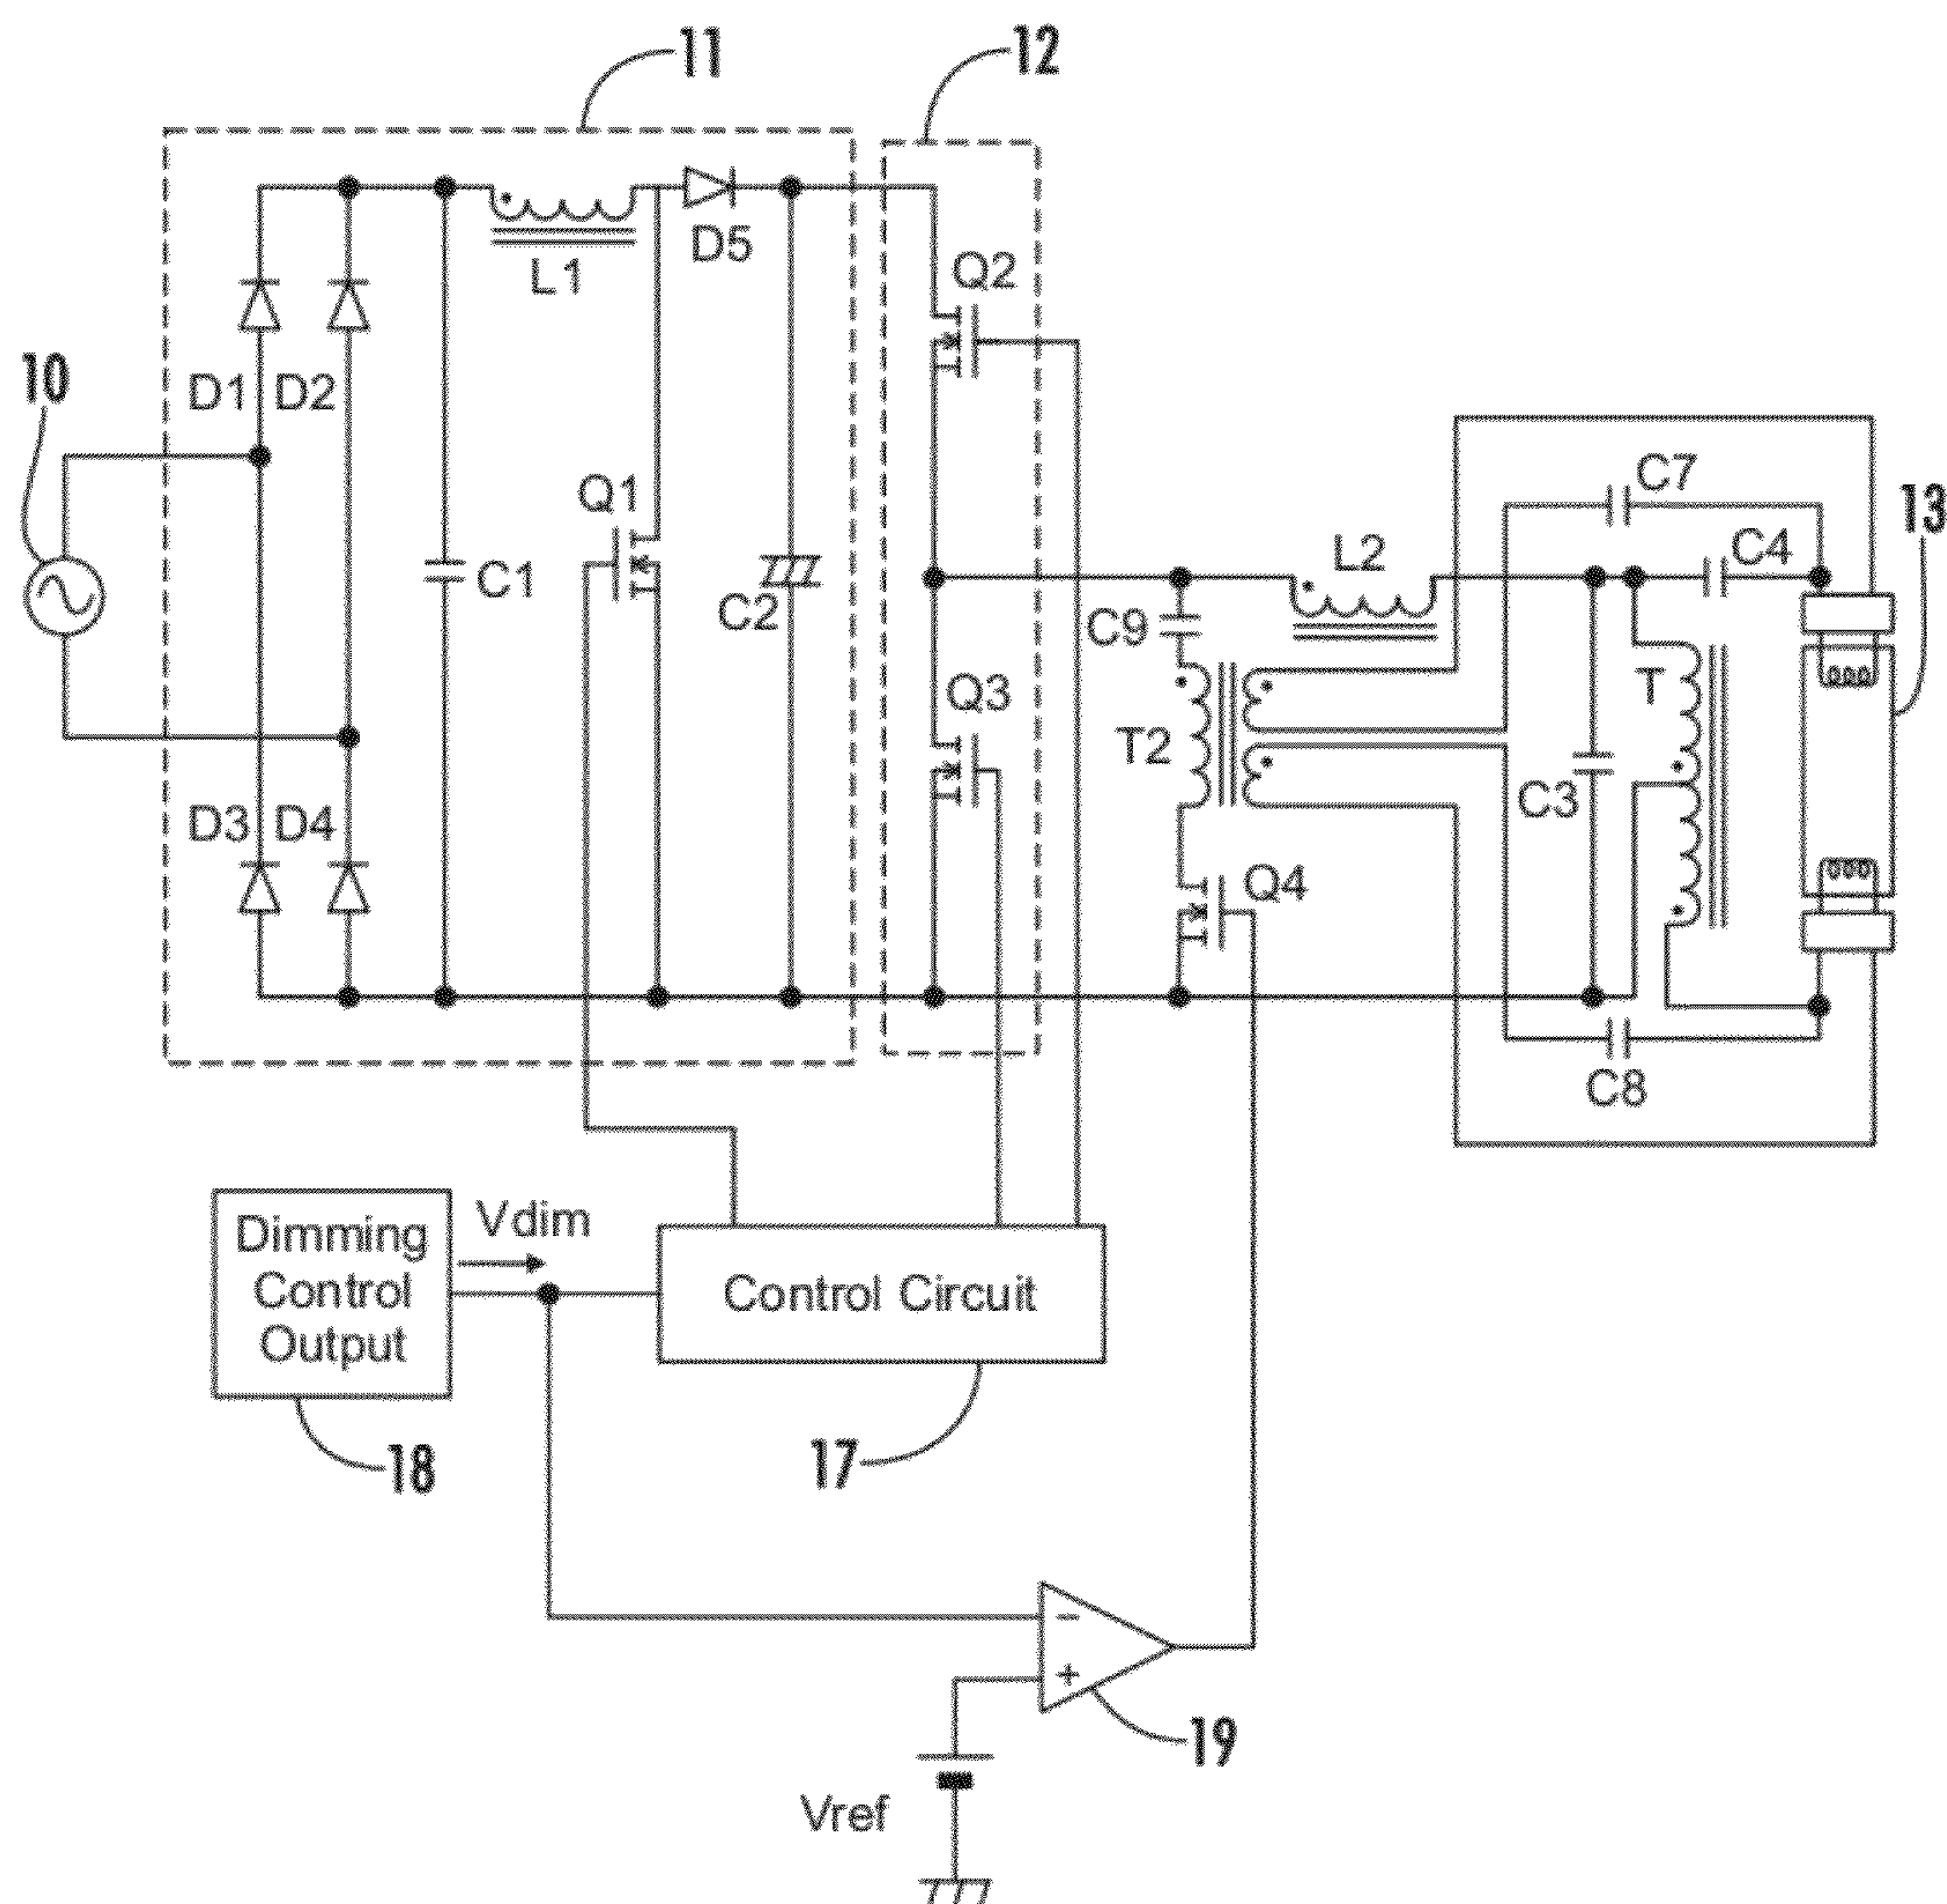 11
12
D5
L1
Q2
10
D1
D2
Q1
C7
13
L2
C4
C1
C2
C9
Q3
T
T2
C3
D3
D4
Q4
C8
Dimming
Control
Output
Vdim
Control Circuit
18
17
-
+
19
Vref